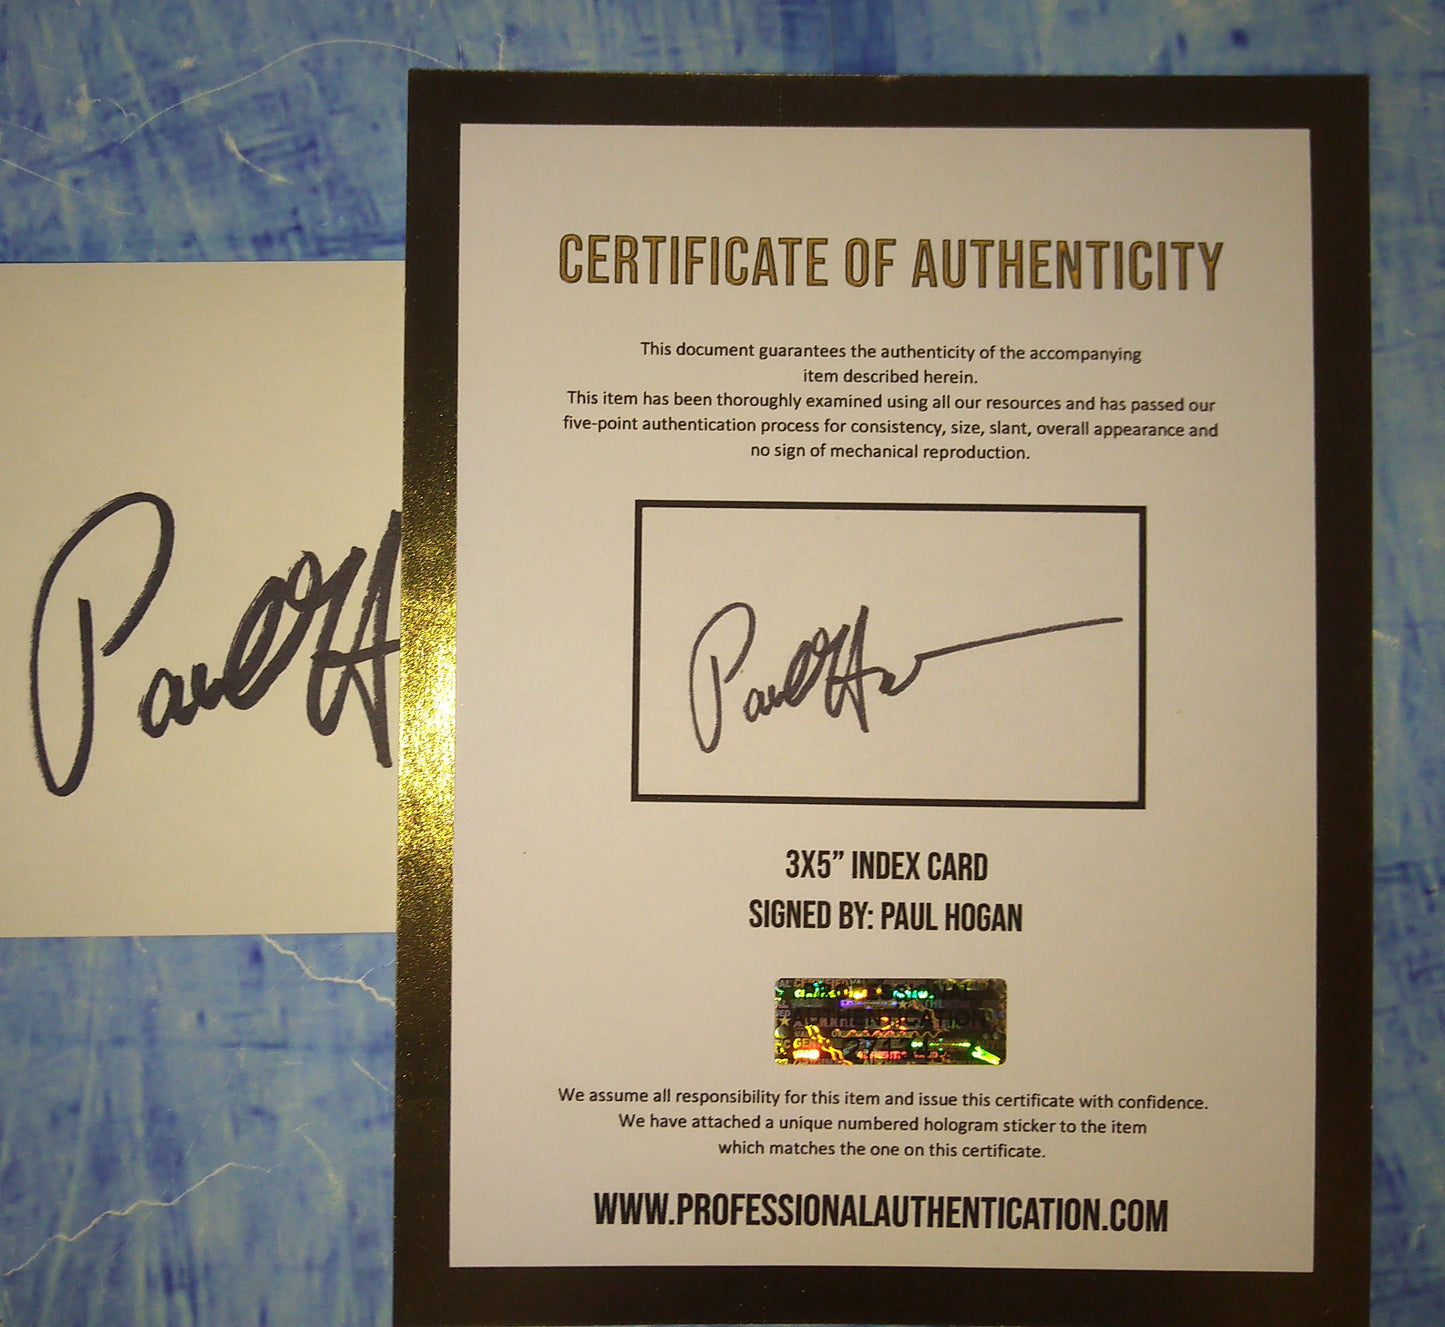 Paul H
CERTIFICATE OF AUTHENTICITY
This document guarantees the authenticity of the accompanying
item described herein.
This item has been thoroughly examined using all our resources and has passed our
five-point authentication process for consistency, size, slant, overall appearance and
no sign of mechanical reproduction.
Paul H
3X5” INDEX CARD
SIGNED BY: PAUL HOGAN
AUTHENTICATION
We assume all responsibility for this item and issue this certificate with confidence.
We have attached a unique numbered hologram sticker to the item
which matches the one on this certificate.
WWW.PROFESSIONALAUTHENTICATION.COM